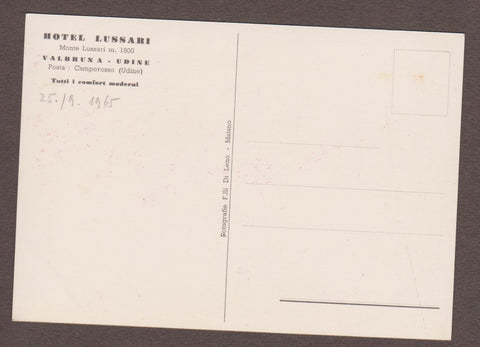 HOTEL LUSSARI
Monte Lussari m. 1800
VALBRUNA - UDINE
Posta : Camporosso (Udine)
Tutti i comfort moderni
25./9. 1965
Fotografie F.lli Di Leno - Maiano